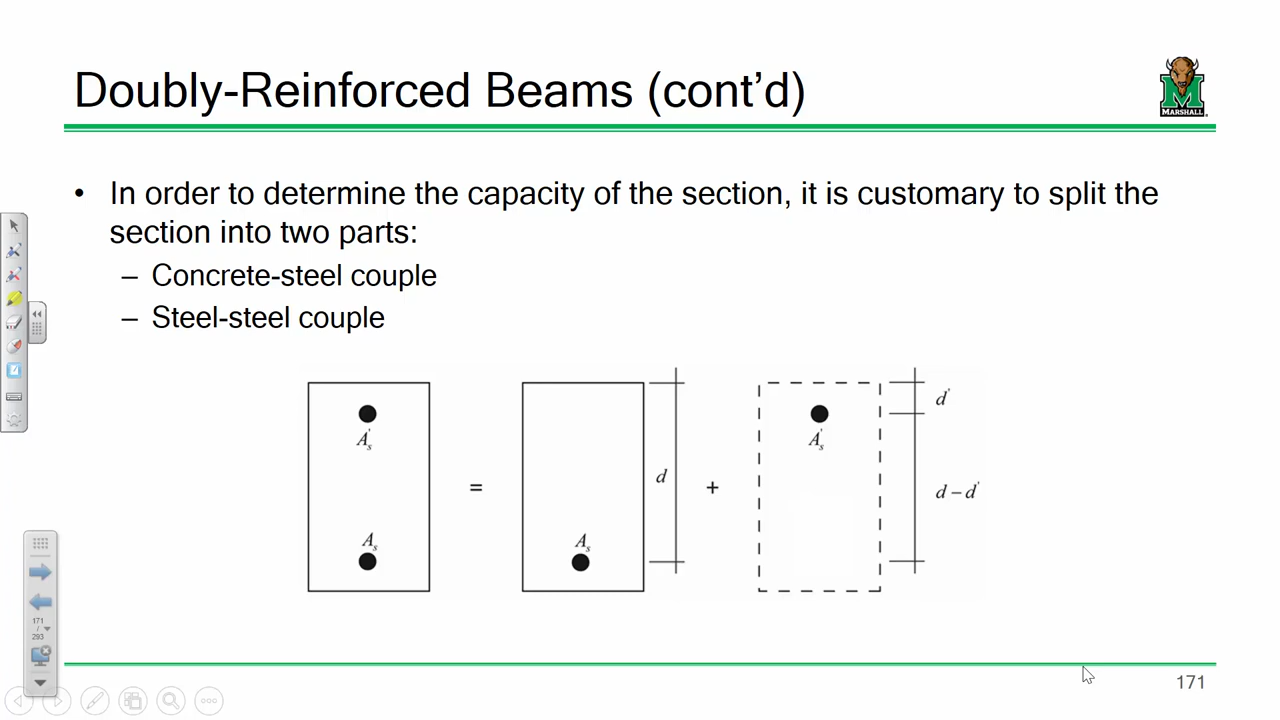 Doubly-Reinforced Beams (cont’d)
MARSHALL
• In order to determine the capacity of the section, it is customary to split the
section into two parts:
– Concrete-steel couple
– Steel-steel couple
A's
As
=
As
d
+
A's
d'
d – d'
171
/
293
171